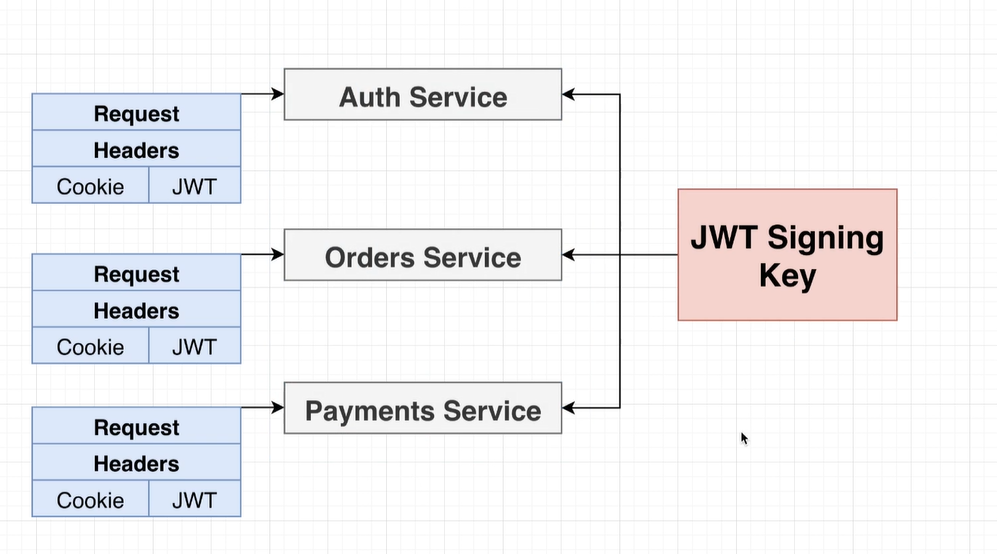 Auth Service
Request
Headers
Cookie JWT
Orders Service
Request
Headers
Cookie JWT
Payments Service
Request
Headers
Cookie JWT
JWT Signing
Key